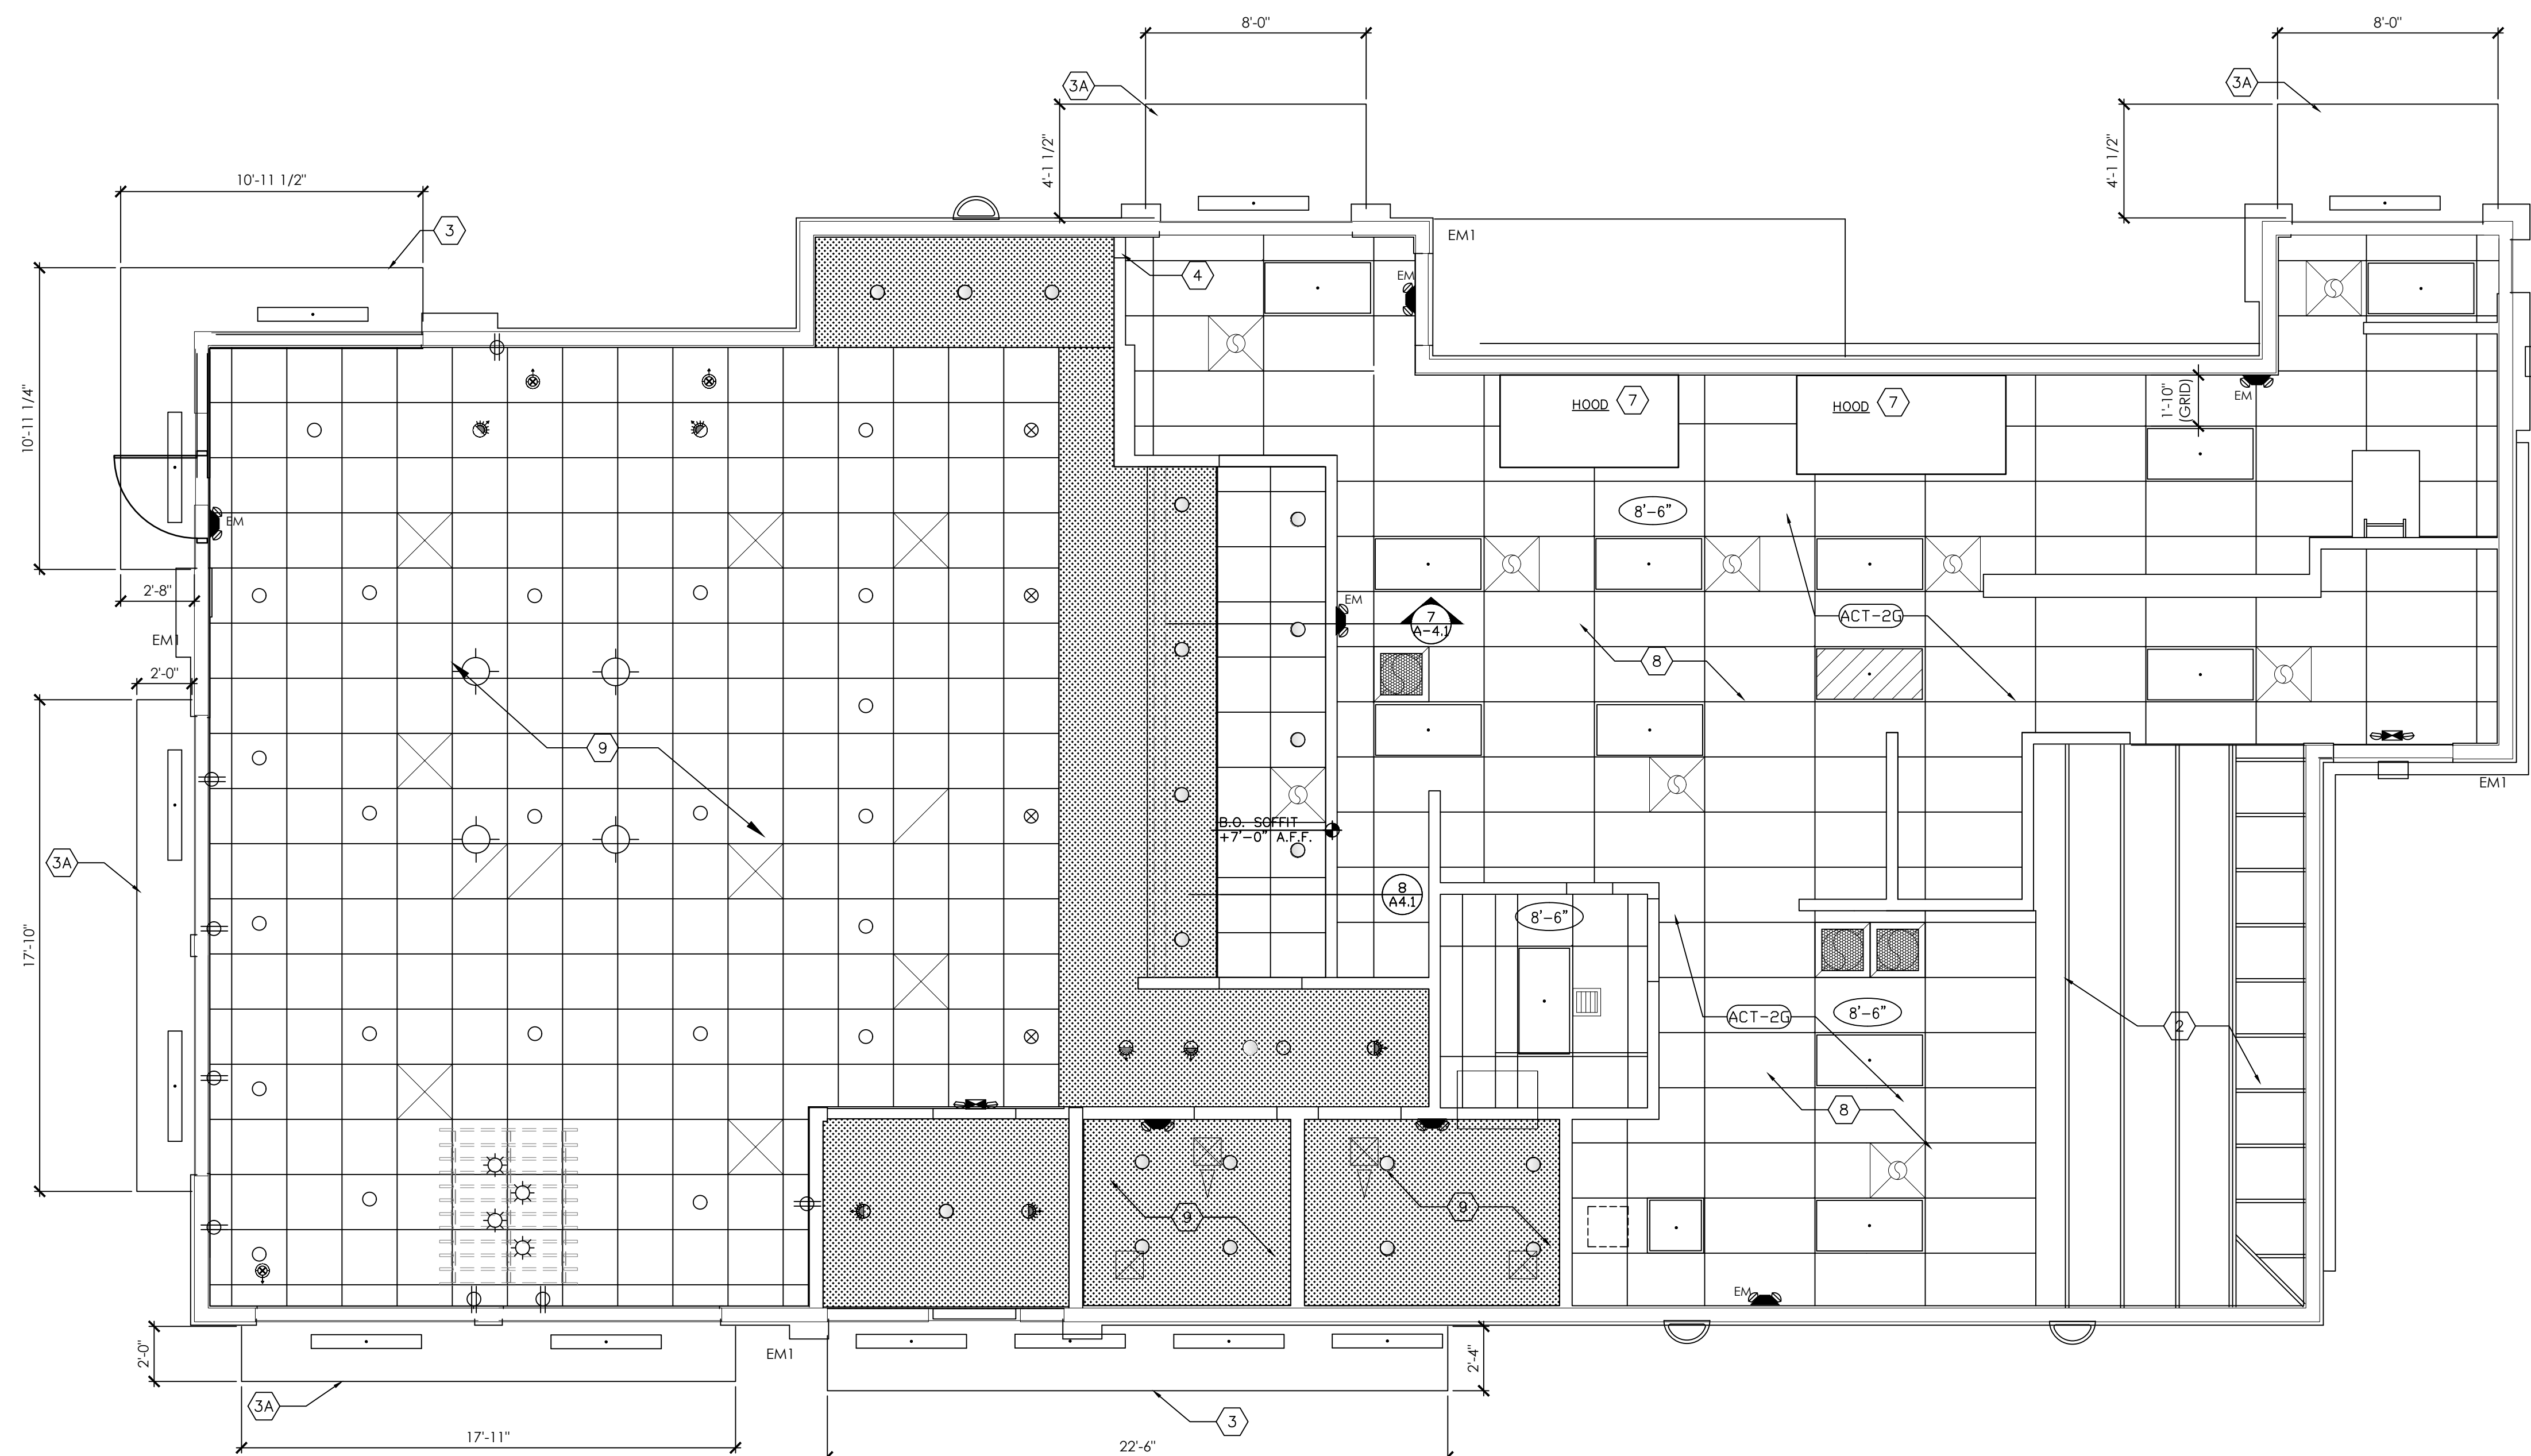 8'-0"
8'-0"
3A
3A
4'-1 1/2"
4'-1 1/2"
10'-11 1/2"
3
EM1
4
EM
10'-11 1/4"
HOOD 7
HOOD 7
1'-10"
(GRID)
EM
8'-6"
EM
2'-8"
EM
7
A-4.1
ACT-2G
EM1
8
2'-0"
9
EM1
B.O. SOFFIT
+7'-0" A.F.F.
3A
8
A4.1
8'-6"
17'-10"
ACT-2G
8'-6"
2
8
9
9
EM
2'-0"
EM1
2'-4"
3A
3
17'-11"
22'-6"